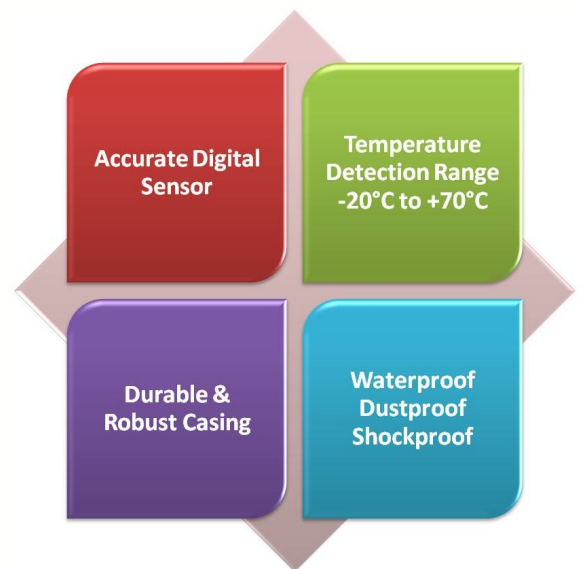 Accurate Digital
Sensor
Temperature
Detection Range
-20°C to +70°C
Durable &
Robust Casing
Waterproof
Dustproof
Shockproof